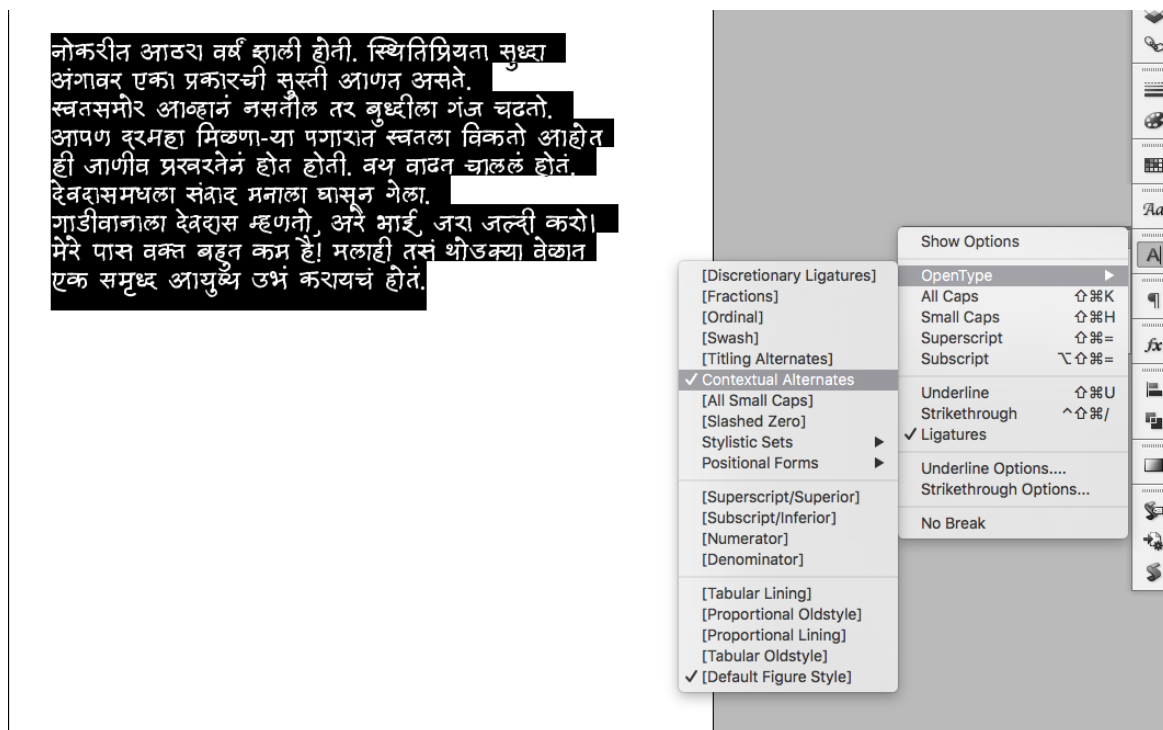 नोकरीत आठरा वर्षं झाली होती. स्थितिप्रियता सुध्दा
अंगावर एका प्रकारची सुस्ती आणत असते.
स्वतसमोर आव्हानं नसतील तर बुध्दीला गंज चढतो.
आपण दरमहा मिळणा-या पगारात स्वतला विकतो आहोत
ही जाणीव प्रखरतेनं होत होती. वय वाढत चाललं होतं.
देवदासमधला संवाद मनाला घासून गेला.
गाडीवानाला देवदास म्हणतो, अरे भाई, जरा जल्दी करो।
मेरे पास वक्त बहुत कम है! मलाही तसं थोडक्या वेळात
एक समृध्द आयुष्य उभं करायचं होतं.
Show Options
OpenType
All Caps ⇧⌘K
Small Caps ⇧⌘H
Superscript ⇧⌘=
Subscript ⌥⇧⌘=
Underline ⇧⌘U
Strikethrough ^⇧⌘/
✓ Ligatures
Underline Options....
Strikethrough Options...
No Break
[Discretionary Ligatures]
[Fractions]
[Ordinal]
[Swash]
[Titling Alternates]
✓ Contextual Alternates
[All Small Caps]
[Slashed Zero]
Stylistic Sets
Positional Forms
[Superscript/Superior]
[Subscript/Inferior]
[Numerator]
[Denominator]
[Tabular Lining]
[Proportional Oldstyle]
[Proportional Lining]
[Tabular Oldstyle]
✓ [Default Figure Style]
Aa
A
¶
fx